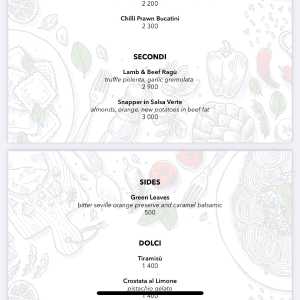 2 200
Chilli Prawn Bucatini
2 300
SECONDI
Lamb & Beef Ragù
truffle polenta, garlic gremolata
2 900
Snapper in Salsa Verte
almonds, orange, new potatoes in beef fat
3 000
SIDES
Green Leaves
bitter seville orange preserve and caramel balsamic
500
DOLCI
Tiramisù
1 400
Crostata al Limone
pistachio gelato
1 400